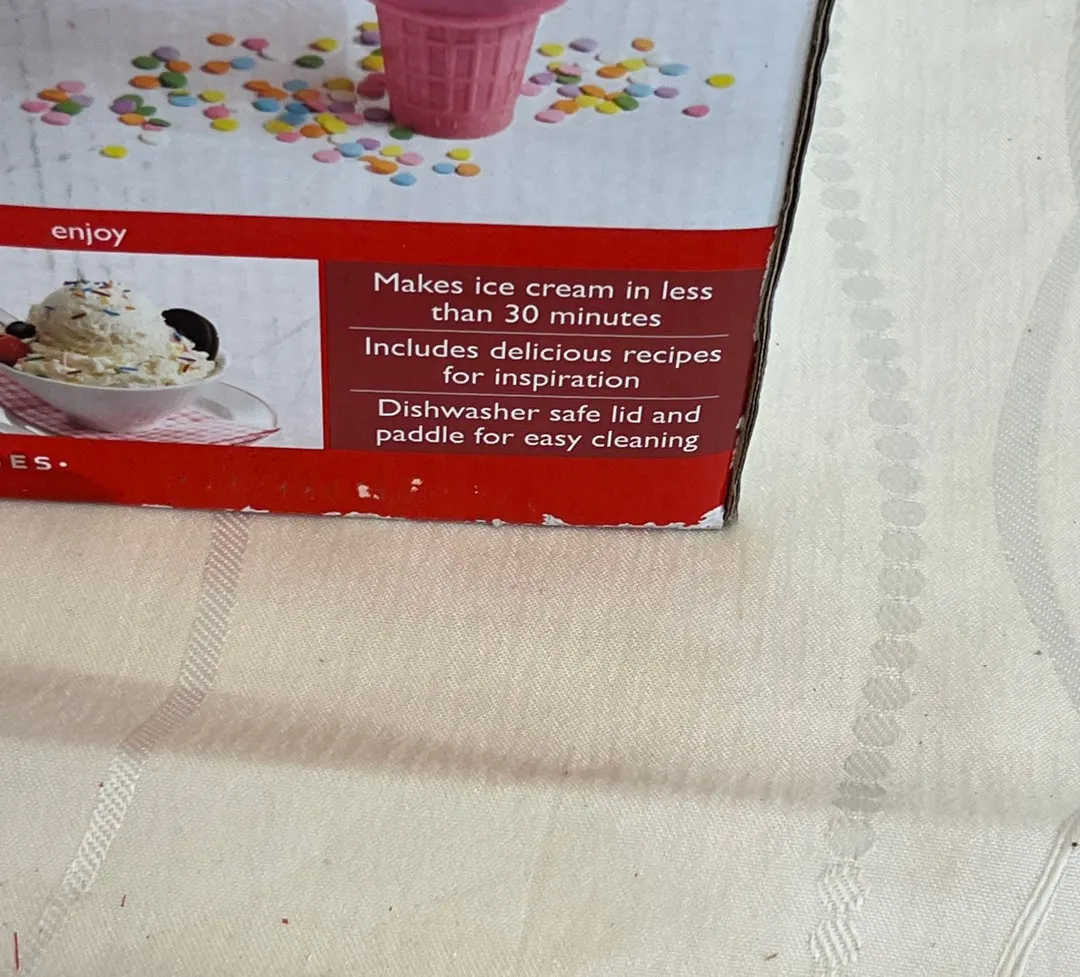 enjoy
Makes ice cream in less
than 30 minutes
Includes delicious recipes
for inspiration
Dishwasher safe lid and
paddle for easy cleaning
ES·